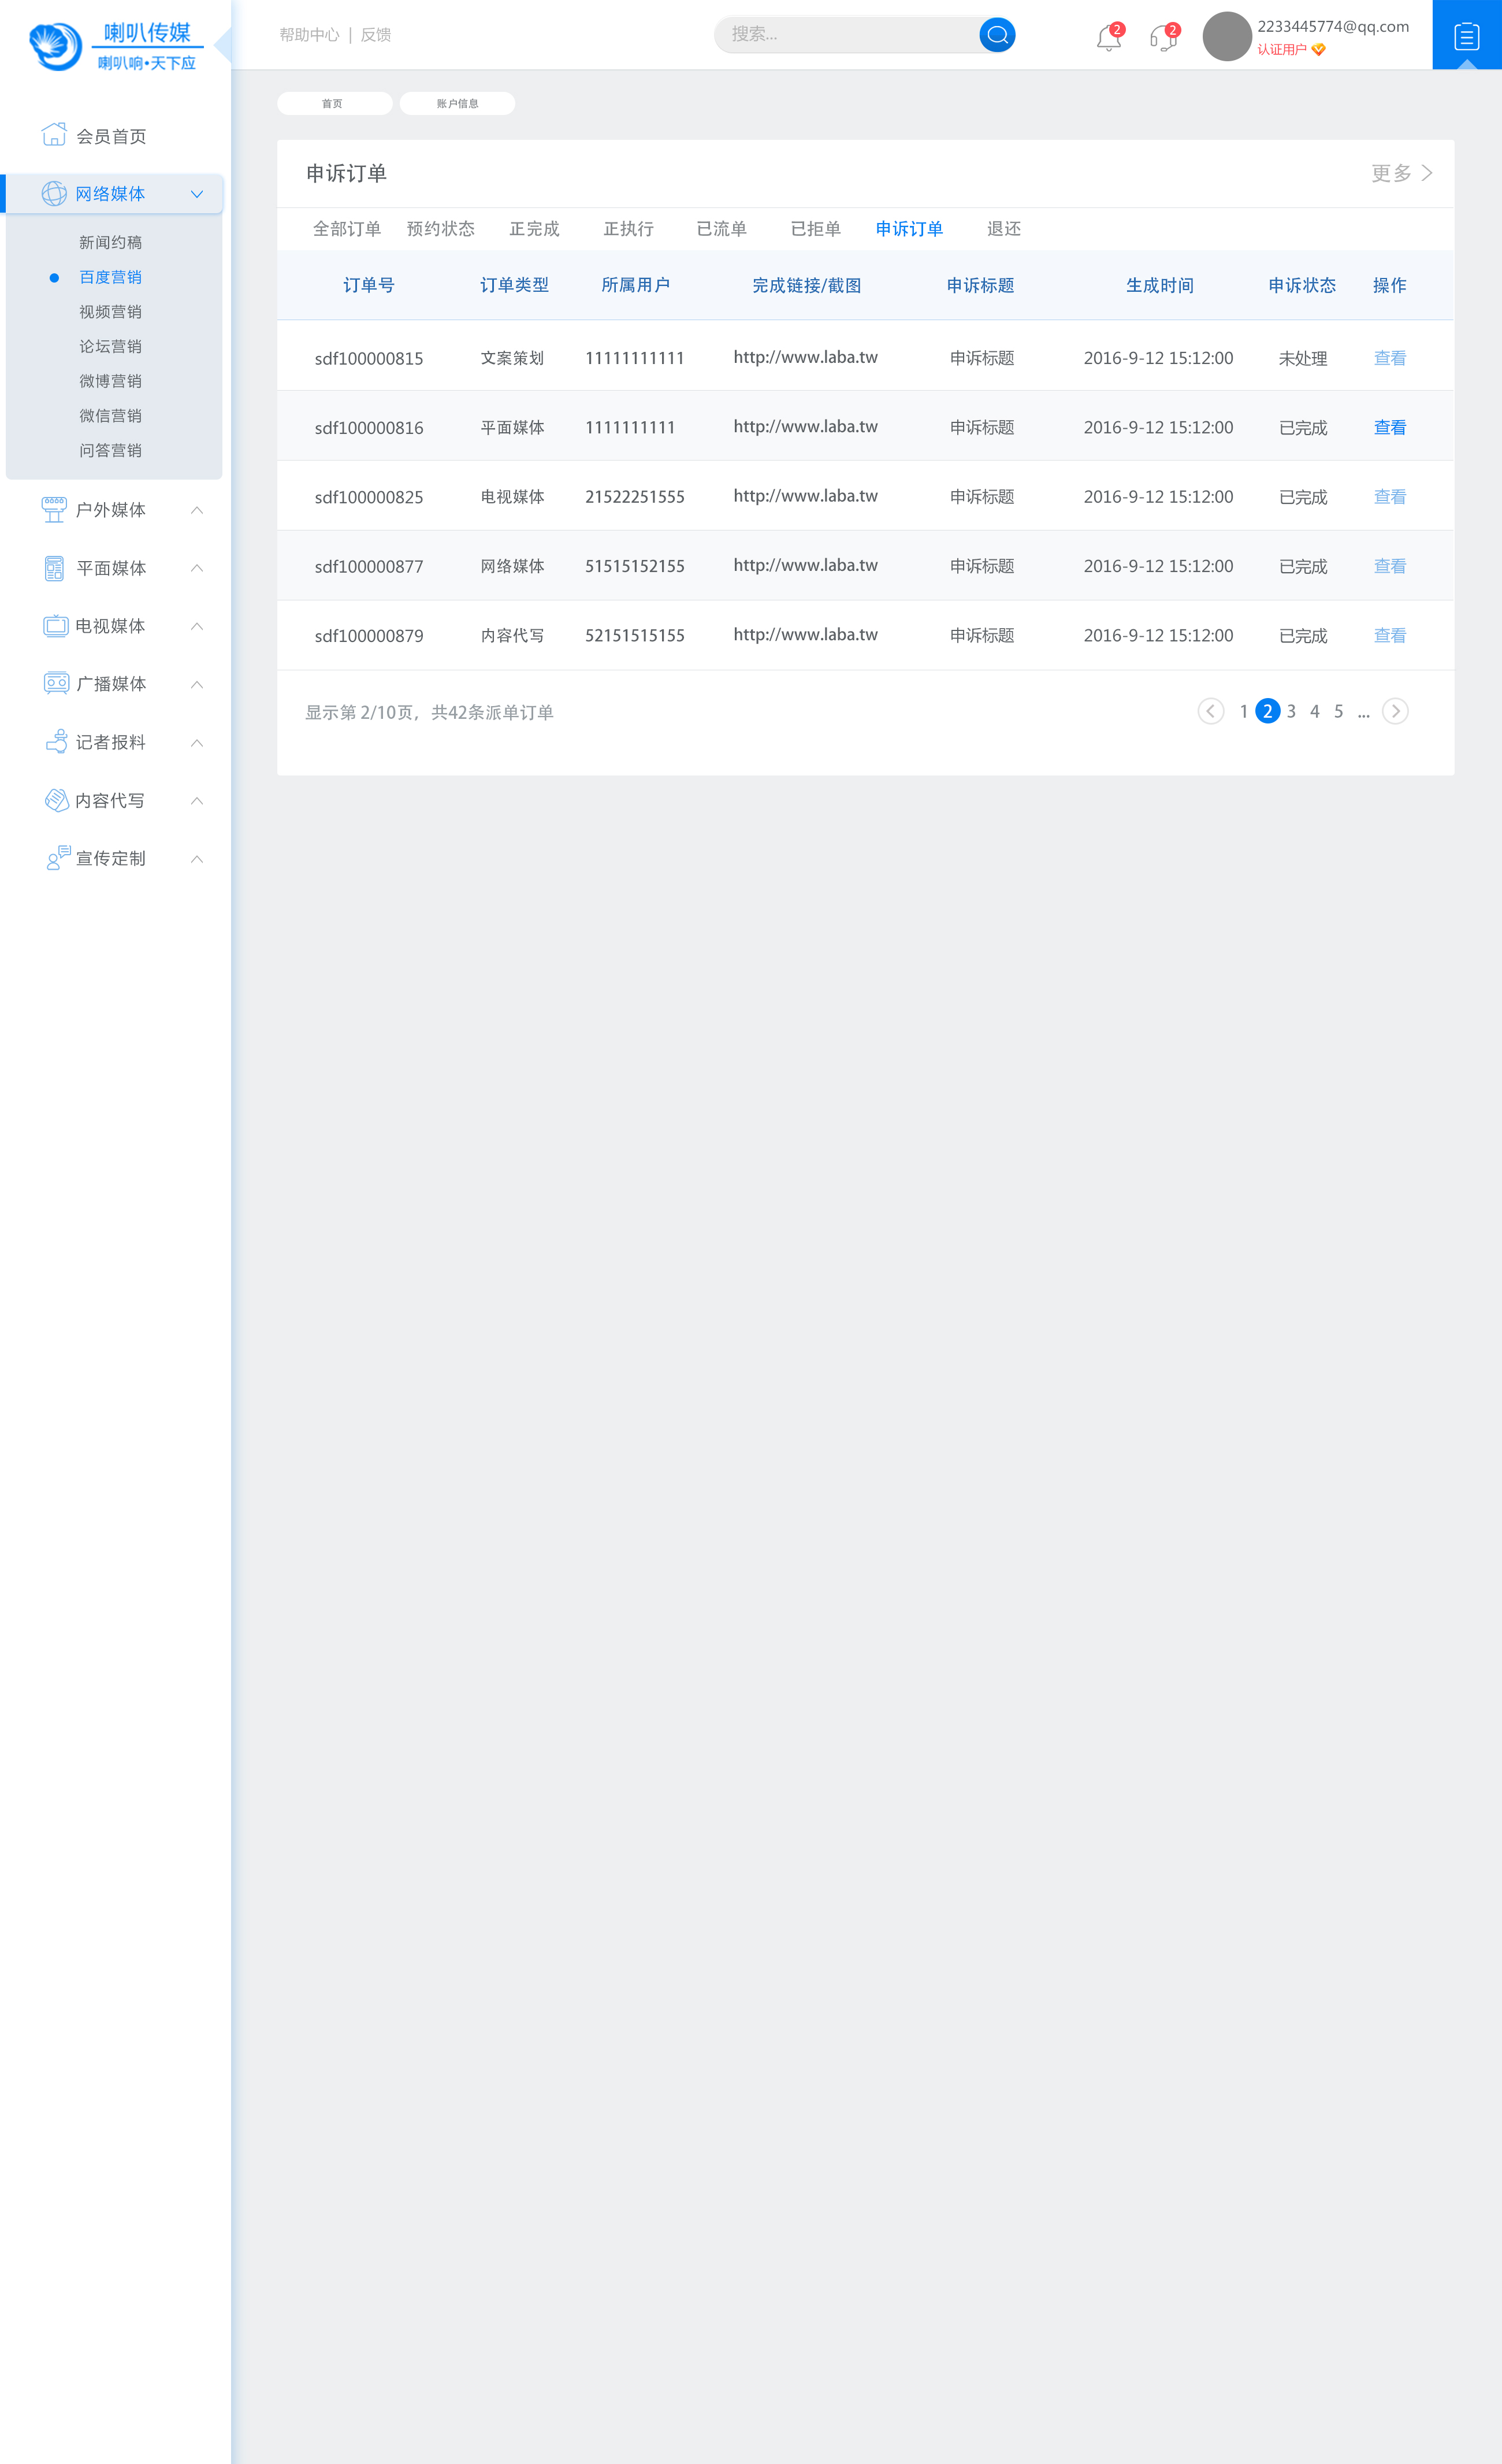 喇叭传媒
喇叭响•天下应
帮助中心 | 反馈
搜索...
2
2
2233445774@qq.com
认证用户
首页
账户信息
会员首页
网络媒体
新闻约稿
百度营销
视频营销
论坛营销
微博营销
微信营销
问答营销
户外媒体
平面媒体
电视媒体
广播媒体
记者报料
内容代写
宣传定制
申诉订单
更多
全部订单 预约状态 正完成 正执行 已流单 已拒单 申诉订单 退还
订单号 订单类型 所属用户 完成链接/截图 申诉标题 生成时间 申诉状态 操作
sdf100000815 文案策划 11111111111 http://www.laba.tw 申诉标题 2016-9-12 15:12:00 未处理 查看
sdf100000816 平面媒体 1111111111 http://www.laba.tw 申诉标题 2016-9-12 15:12:00 已完成 查看
sdf100000825 电视媒体 21522251555 http://www.laba.tw 申诉标题 2016-9-12 15:12:00 已完成 查看
sdf100000877 网络媒体 51515152155 http://www.laba.tw 申诉标题 2016-9-12 15:12:00 已完成 查看
sdf100000879 内容代写 52151515155 http://www.laba.tw 申诉标题 2016-9-12 15:12:00 已完成 查看
显示第 2/10页，共42条派单订单
1 2 3 4 5 ...